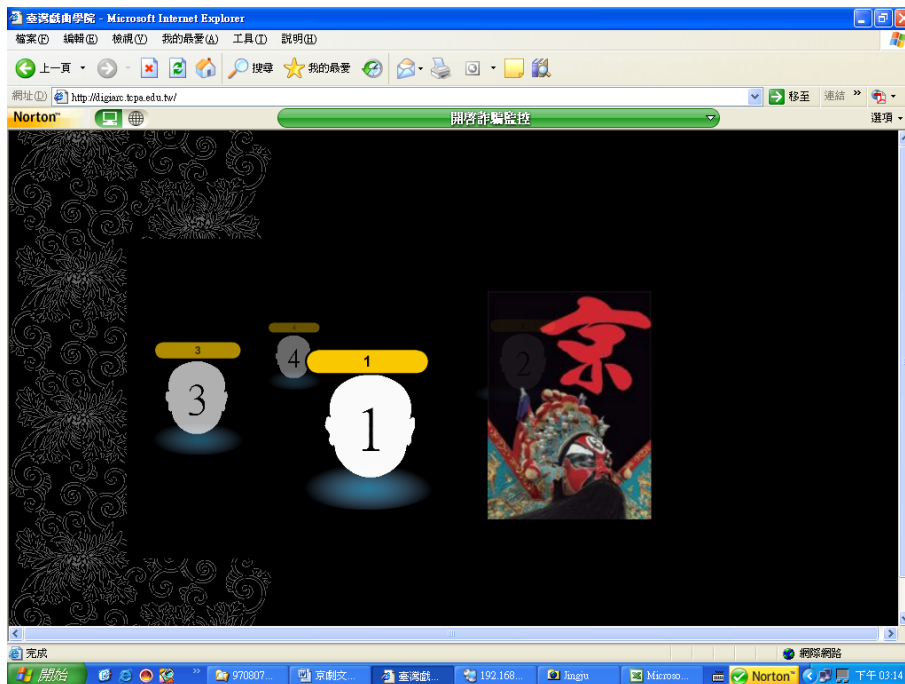 臺灣戲曲學院 - Microsoft Internet Explorer
檔案(F) 編輯(E) 檢視(V) 我的最愛(A) 工具(T) 說明(H)
上一頁 搜尋 我的最愛
網址(D) http://digiarc.tcpa.edu.tw/ 移至 連結 »
Norton™ 開啓詐騙監控 選項
京
3
4
1
3
4
1
2
完成 網際網路
開始 » 970807... 京劇文... 臺灣戲... 192.168... Jingju Microso... Norton™ 下午 03:14